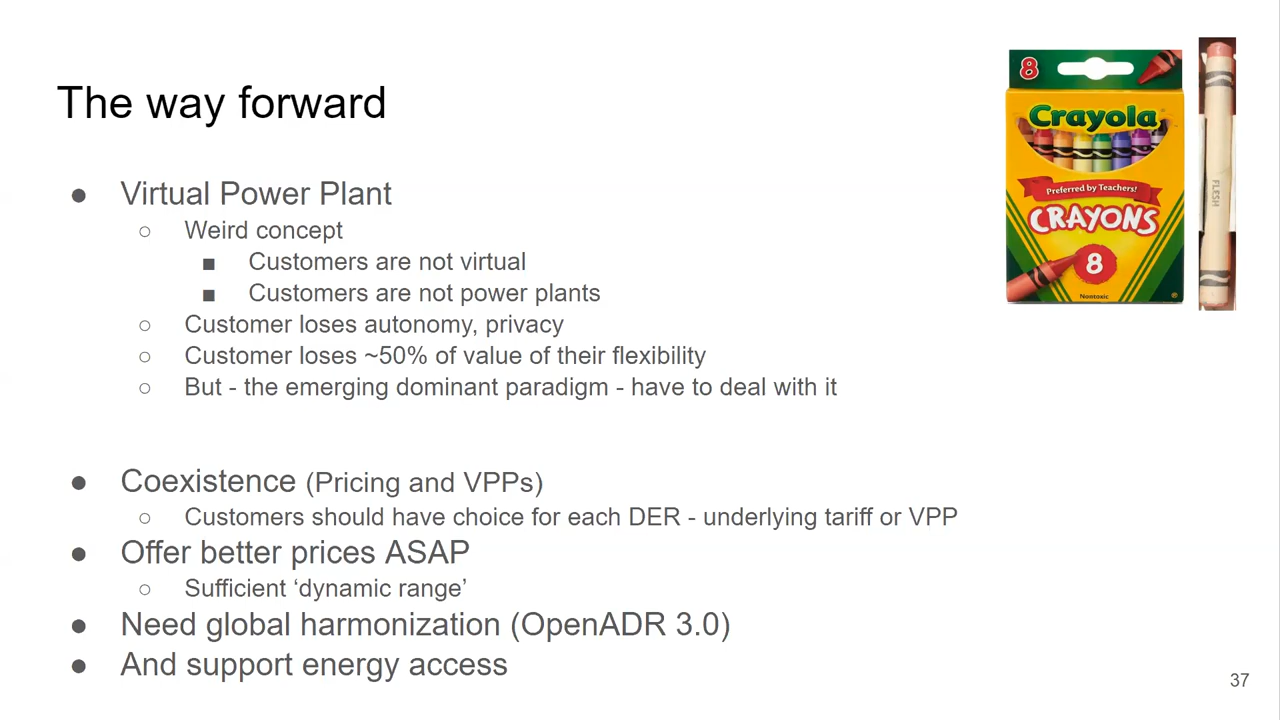 The way forward
● Virtual Power Plant
○ Weird concept
■ Customers are not virtual
■ Customers are not power plants
○ Customer loses autonomy, privacy
○ Customer loses ~50% of value of their flexibility
○ But - the emerging dominant paradigm - have to deal with it
● Coexistence (Pricing and VPPs)
○ Customers should have choice for each DER - underlying tariff or VPP
● Offer better prices ASAP
○ Sufficient ‘dynamic range’
● Need global harmonization (OpenADR 3.0)
● And support energy access
8
Crayola
Preferred by Teachers!
CRAYONS
8
Nontoxic
FLESH
37